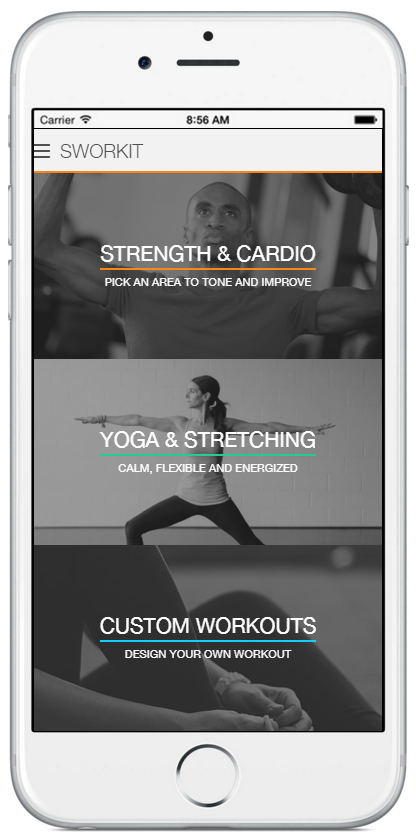 Carrier 8:56 AM
SWORKIT
STRENGTH & CARDIO
PICK AN AREA TO TONE AND IMPROVE
YOGA & STRETCHING
CALM, FLEXIBLE AND ENERGIZED
CUSTOM WORKOUTS
DESIGN YOUR OWN WORKOUT